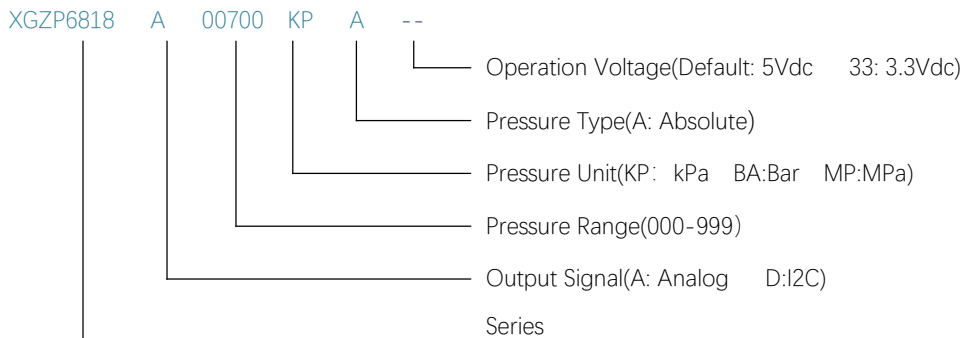 XGZP6818 A 00700 KP A --
Operation Voltage(Default: 5Vdc 33: 3.3Vdc)
Pressure Type(A: Absolute)
Pressure Unit(KP： kPa BA:Bar MP:MPa)
Pressure Range(000-999）
Output Signal(A: Analog D:I2C)
Series